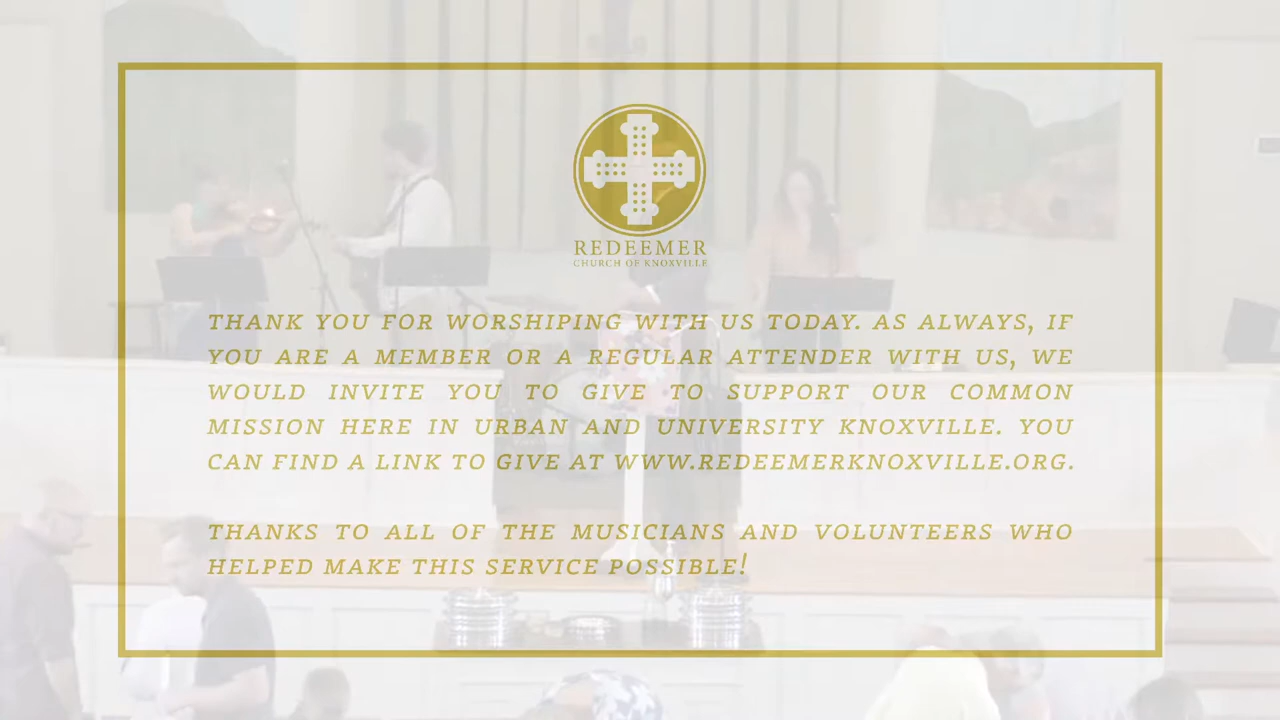 REDEEMER
CHURCH OF KNOXVILLE
THANK YOU FOR WORSHIPING WITH US TODAY. AS ALWAYS, IF
YOU ARE A MEMBER OR A REGULAR ATTENDER WITH US, WE
WOULD INVITE YOU TO GIVE TO SUPPORT OUR COMMON
MISSION HERE IN URBAN AND UNIVERSITY KNOXVILLE. YOU
CAN FIND A LINK TO GIVE AT WWW.REDEEMERKNOXVILLE.ORG.
THANKS TO ALL OF THE MUSICIANS AND VOLUNTEERS WHO
HELPED MAKE THIS SERVICE POSSIBLE!